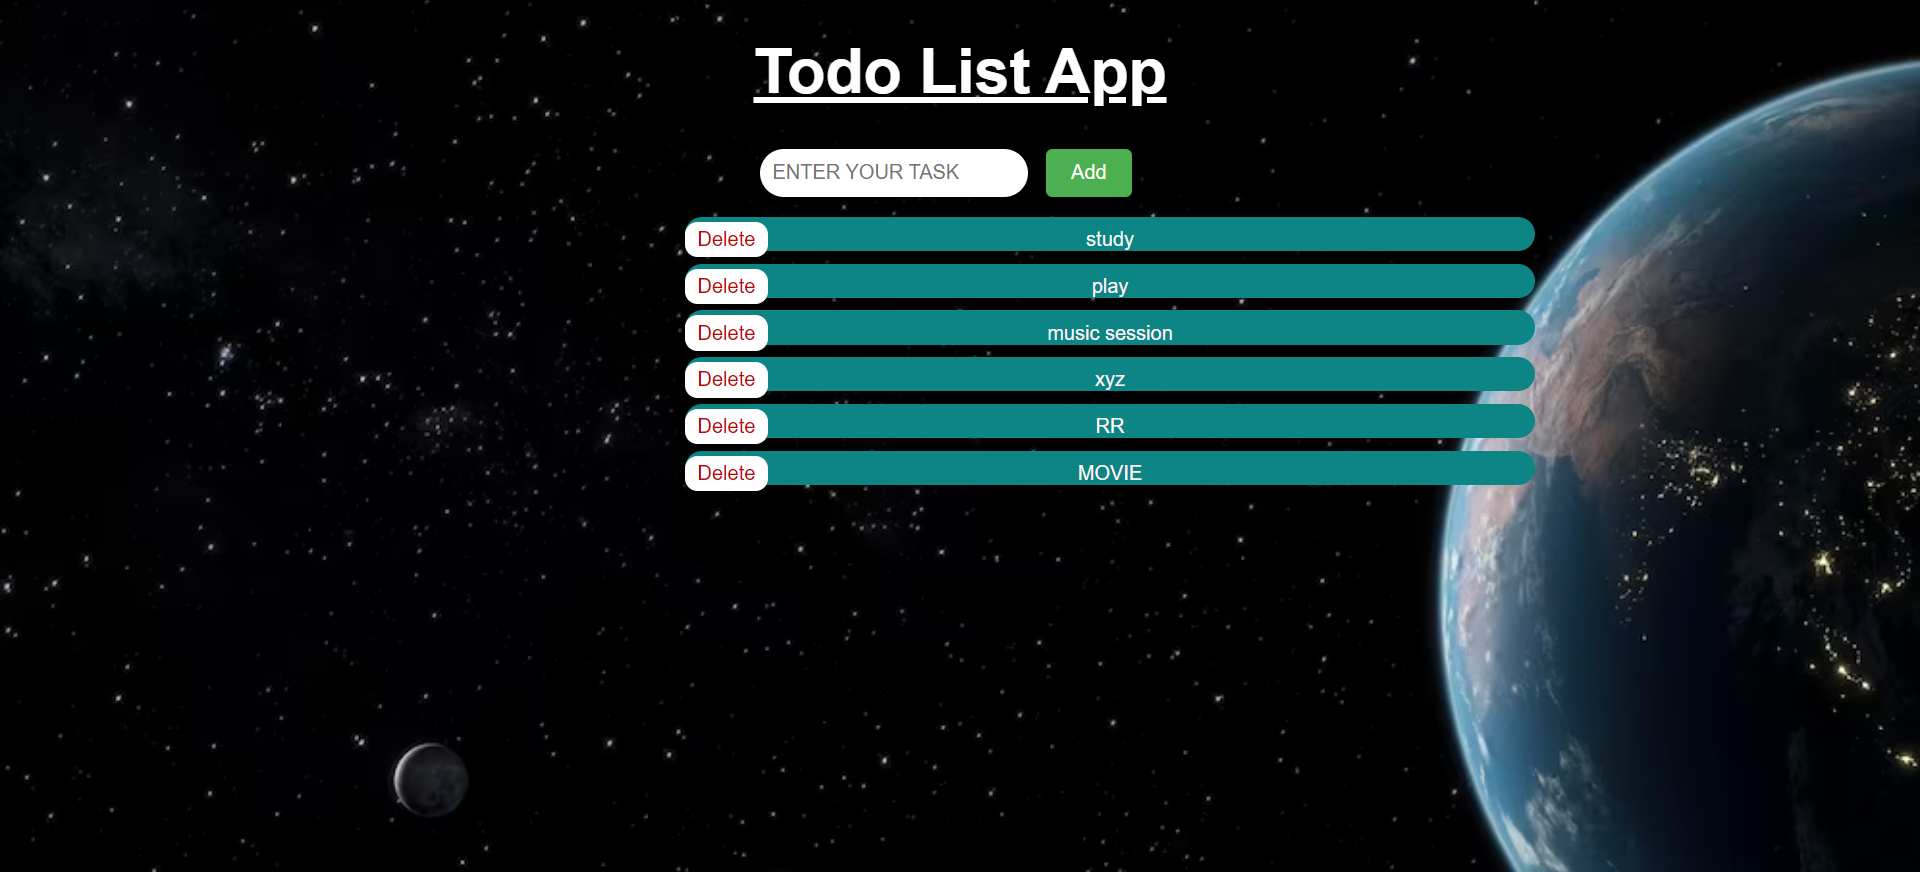 Todo List App
ENTER YOUR TASK Add
Delete study
Delete play
Delete music session
Delete xyz
Delete RR
Delete MOVIE